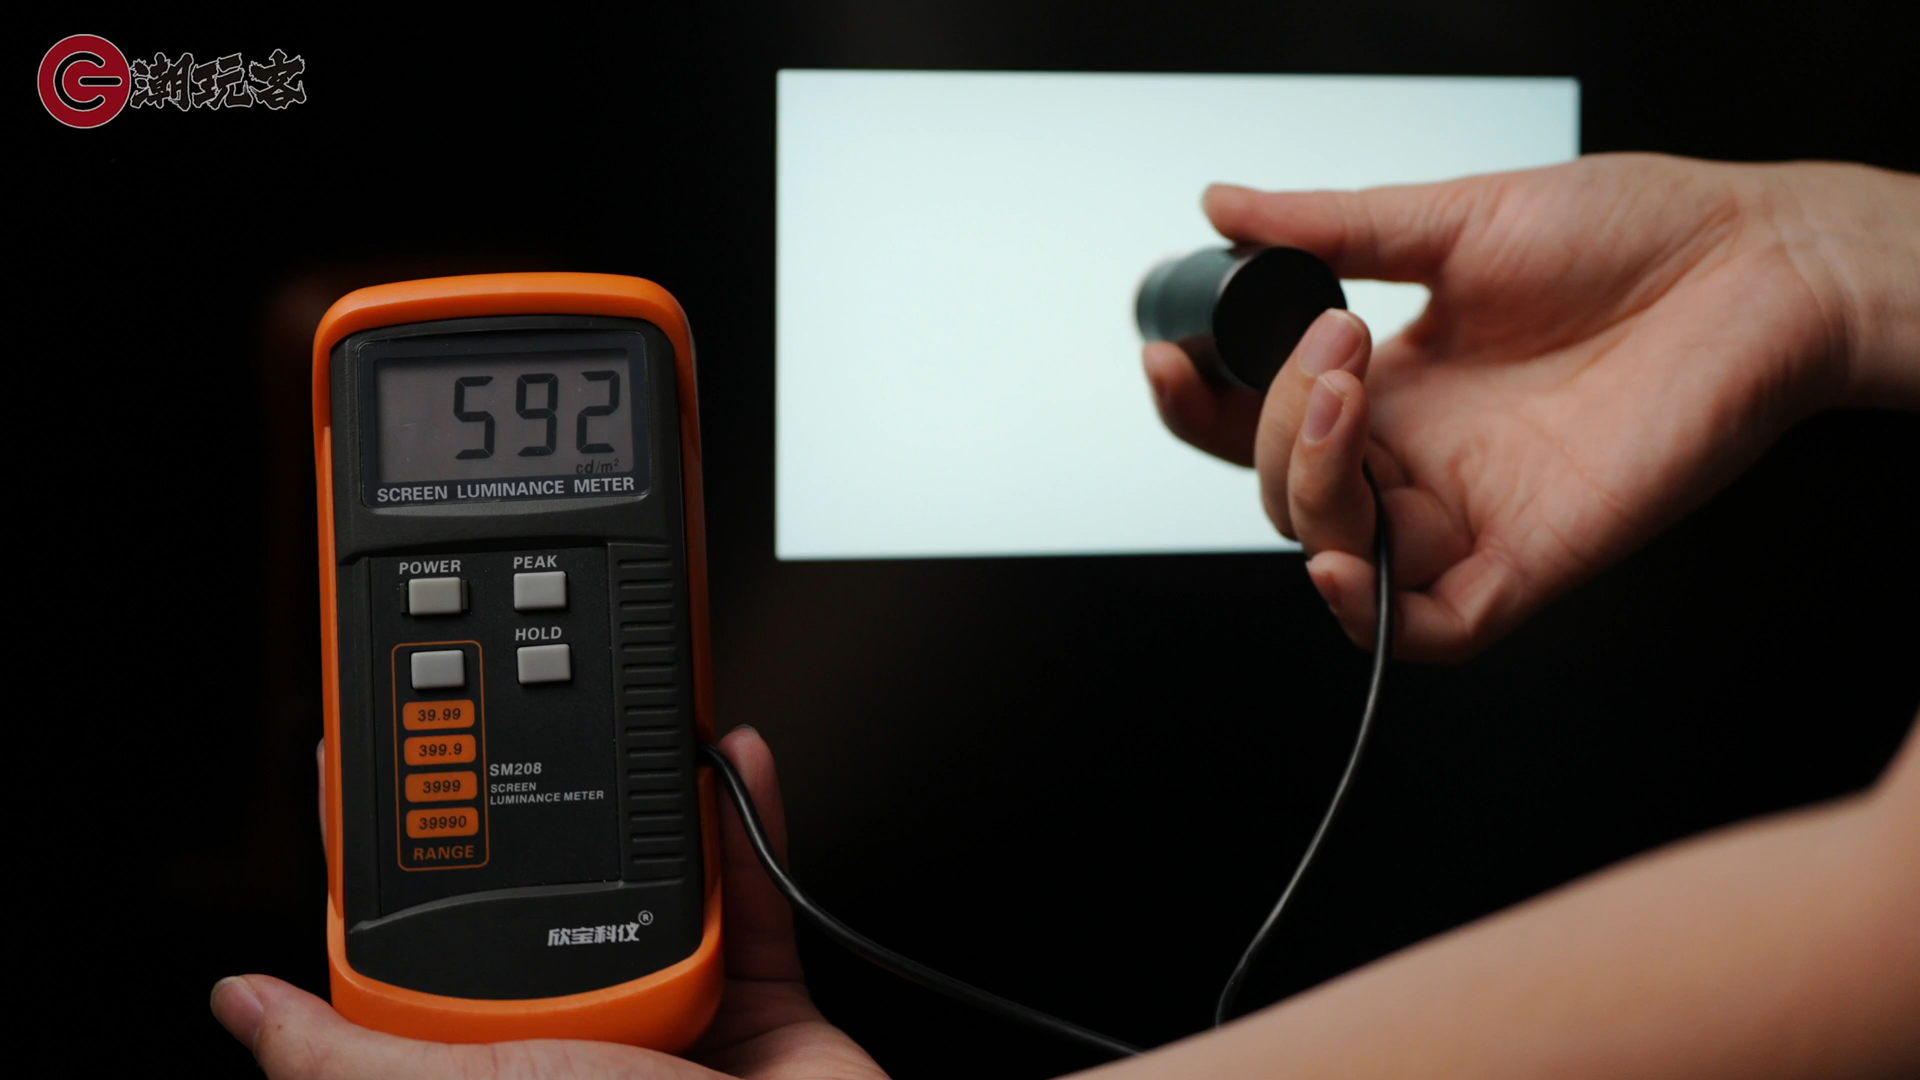 潮玩客
592
cd/m²
SCREEN LUMINANCE METER
POWER
PEAK
HOLD
39.99
399.9
3999
39990
RANGE
SM208
SCREEN
LUMINANCE METER
欣宝科仪®